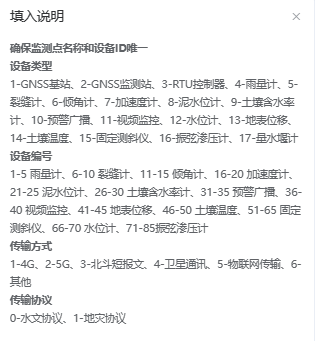 填入说明
确保监测点名称和设备ID唯一
设备类型
1-GNSS基站、2-GNSS监测站、3-RTU控制器、4-雨量计、5-
裂缝计、6-倾角计、7-加速度计、8-泥水位计、9-土壤含水率
计、10-预警广播、11-视频监控、12-水位计、13-地表位移、
14-土壤温度、15-固定测斜仪、16-振弦渗压计、17-量水堰计
设备编号
1-5 雨量计、6-10 裂缝计、11-15 倾角计、16-20 加速度计、
21-25 泥水位计、26-30 土壤含水率计、31-35 预警广播、36-
40 视频监控、41-45 地表位移、46-50 土壤温度、51-65 固定
测斜仪、66-70 水位计、71-85振弦渗压计
传输方式
1-4G、2-5G、3-北斗短报文、4-卫星通讯、5-物联网传输、6-
其他
传输协议
0-水文协议、1-地灾协议